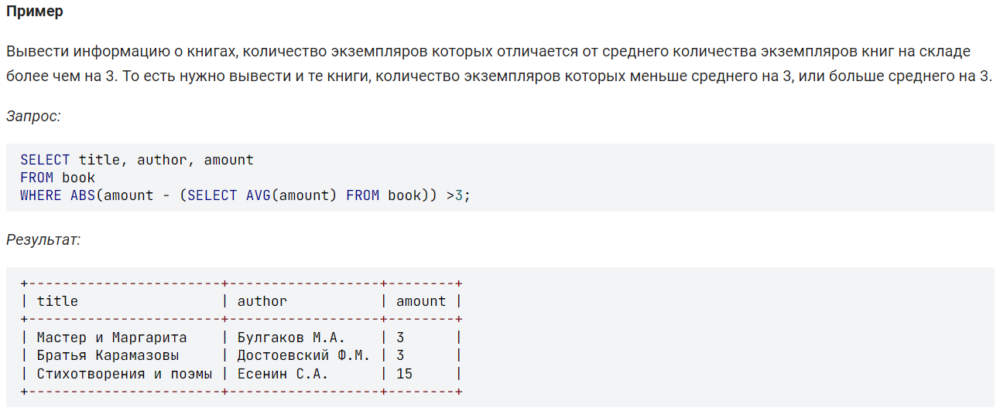 Пример
Вывести информацию о книгах, количество экземпляров которых отличается от среднего количества экземпляров книг на складе
более чем на 3. То есть нужно вывести и те книги, количество экземпляров которых меньше среднего на 3, или больше среднего на 3.
Запрос:
SELECT title, author, amount
FROM book
WHERE ABS(amount - (SELECT AVG(amount) FROM book)) >3;
Результат:
+-----------------------+------------------+--------+
| title                 | author           | amount |
+-----------------------+------------------+--------+
| Мастер и Маргарита    | Булгаков М.А.    | 3      |
| Братья Карамазовы     | Достоевский Ф.М. | 3      |
| Стихотворения и поэмы | Есенин С.А.      | 15     |
+-----------------------+------------------+--------+